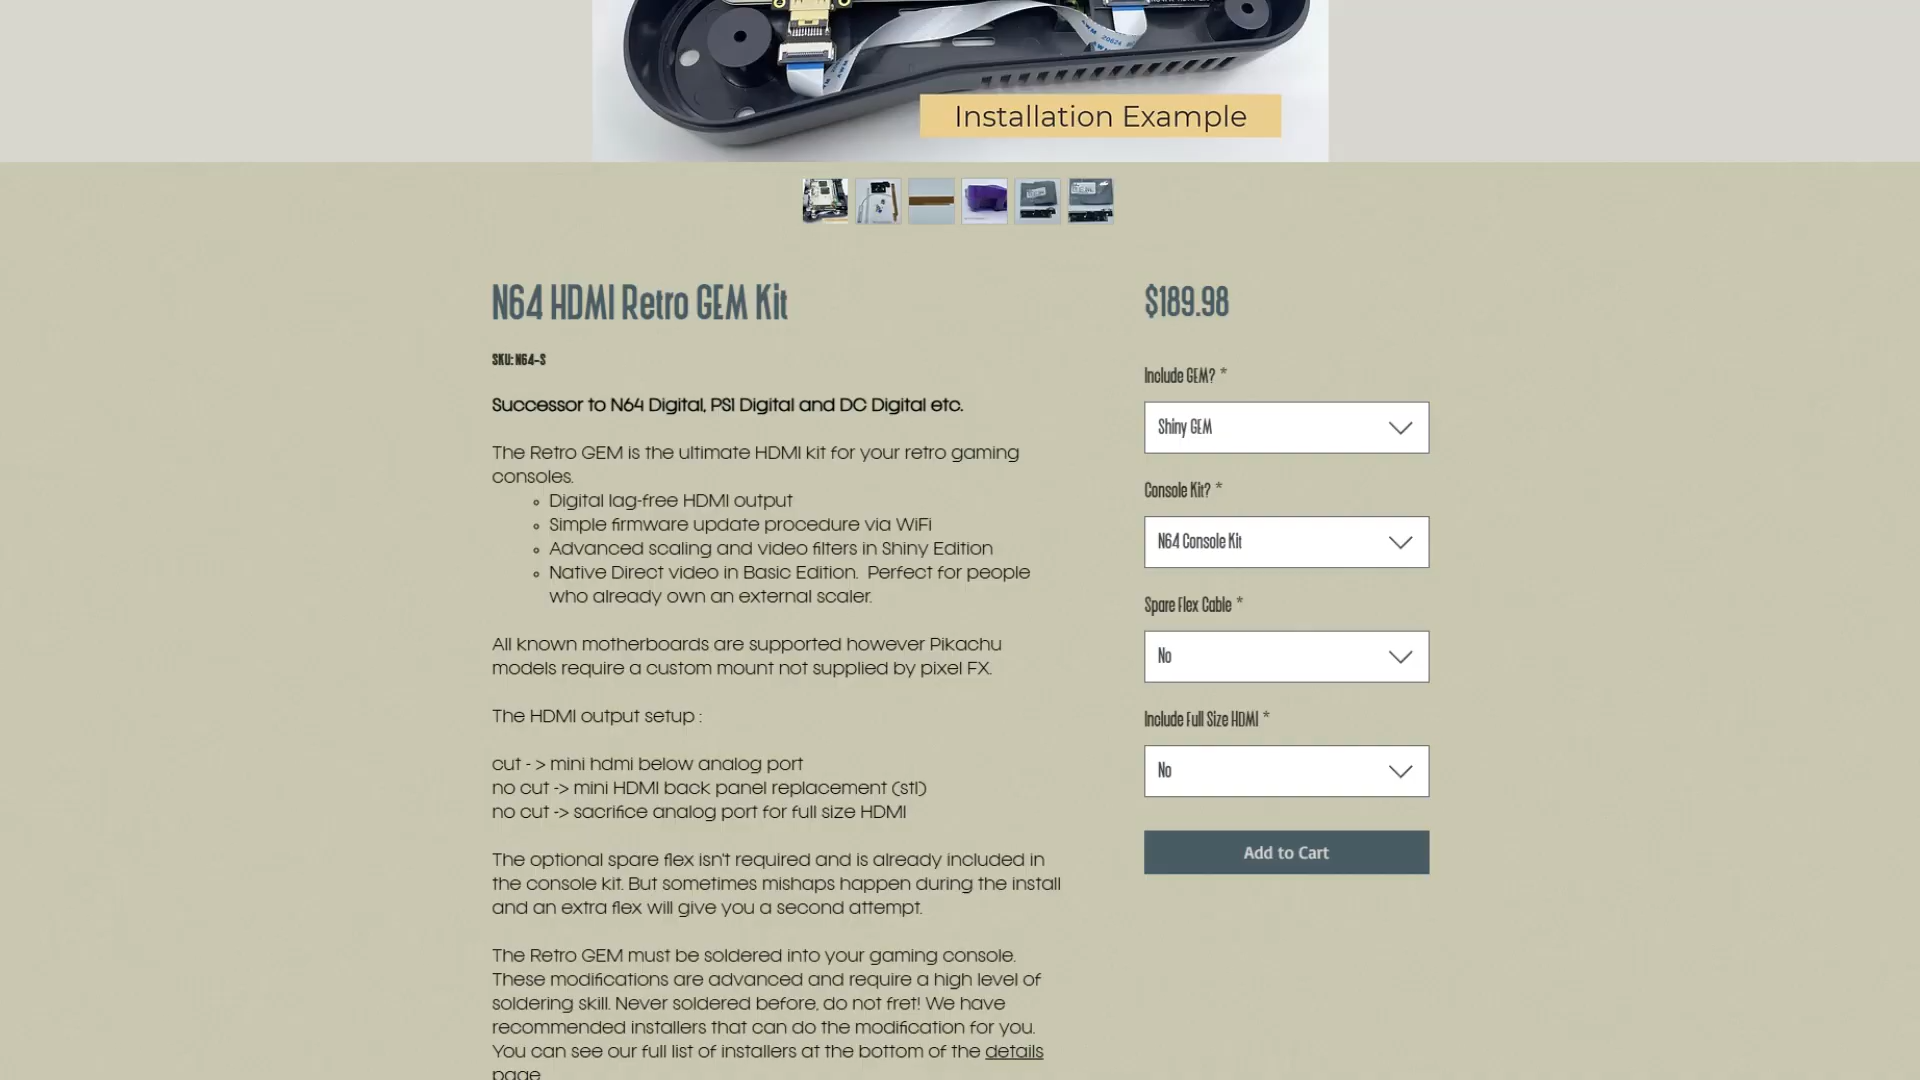 Installation Example
N64 HDMI Retro GEM Kit
$189.98
SKU: N64-S
Successor to N64 Digital, PS1 Digital and DC Digital etc.
The Retro GEM is the ultimate HDMI kit for your retro gaming
consoles.
Digital lag-free HDMI output
Simple firmware update procedure via WiFi
Advanced scaling and video filters in Shiny Edition
Native Direct video in Basic Edition. Perfect for people
who already own an external scaler.
All known motherboards are supported however Pikachu
models require a custom mount not supplied by pixel FX.
The HDMI output setup :
cut - > mini hdmi below analog port
no cut -> mini HDMI back panel replacement (stl)
no cut -> sacrifice analog port for full size HDMI
The optional spare flex isn't required and is already included in
the console kit. But sometimes mishaps happen during the install
and an extra flex will give you a second attempt.
The Retro GEM must be soldered into your gaming console.
These modifications are advanced and require a high level of
soldering skill. Never soldered before, do not fret! We have
recommended installers that can do the modification for you.
You can see our full list of installers at the bottom of the details
page
Include GEM? *
Shiny GEM
Console Kit? *
N64 Console Kit
Spare Flex Cable *
No
Include Full Size HDMI *
No
Add to Cart